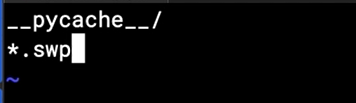 __pycache__/
*.swp
~